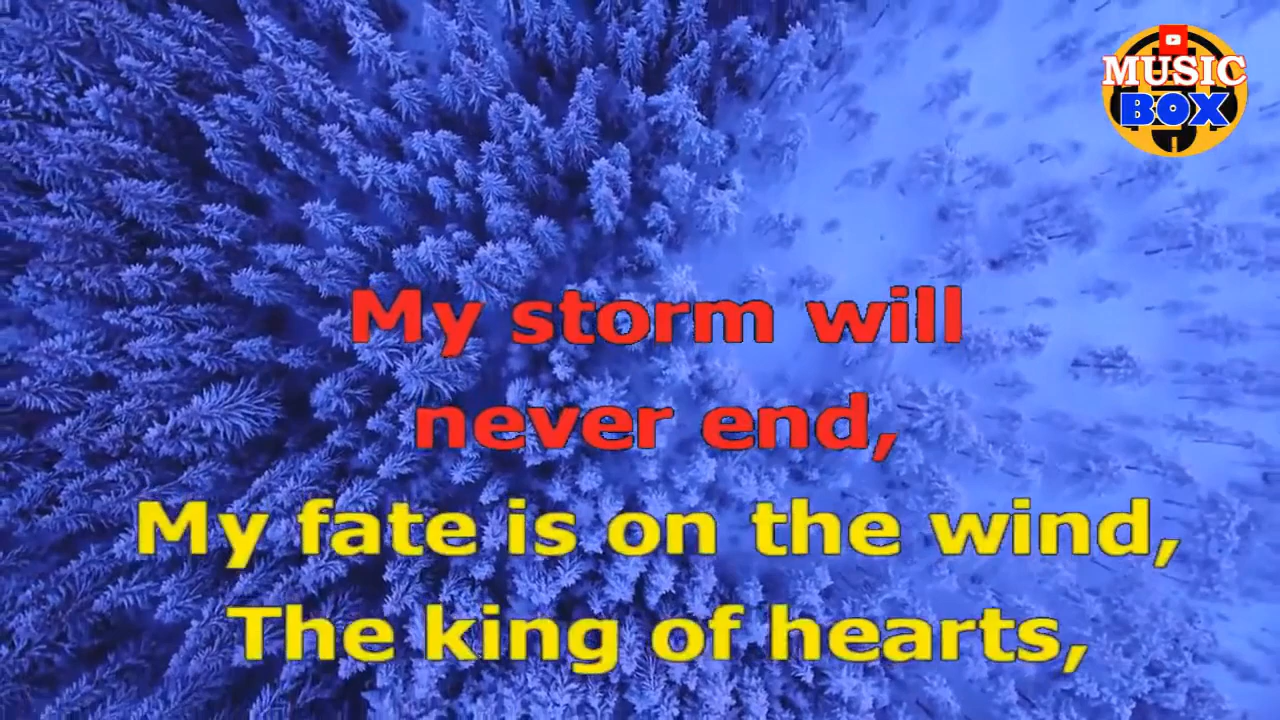 MUSIC
BOX
My storm will
never end,
My fate is on the wind,
The king of hearts,